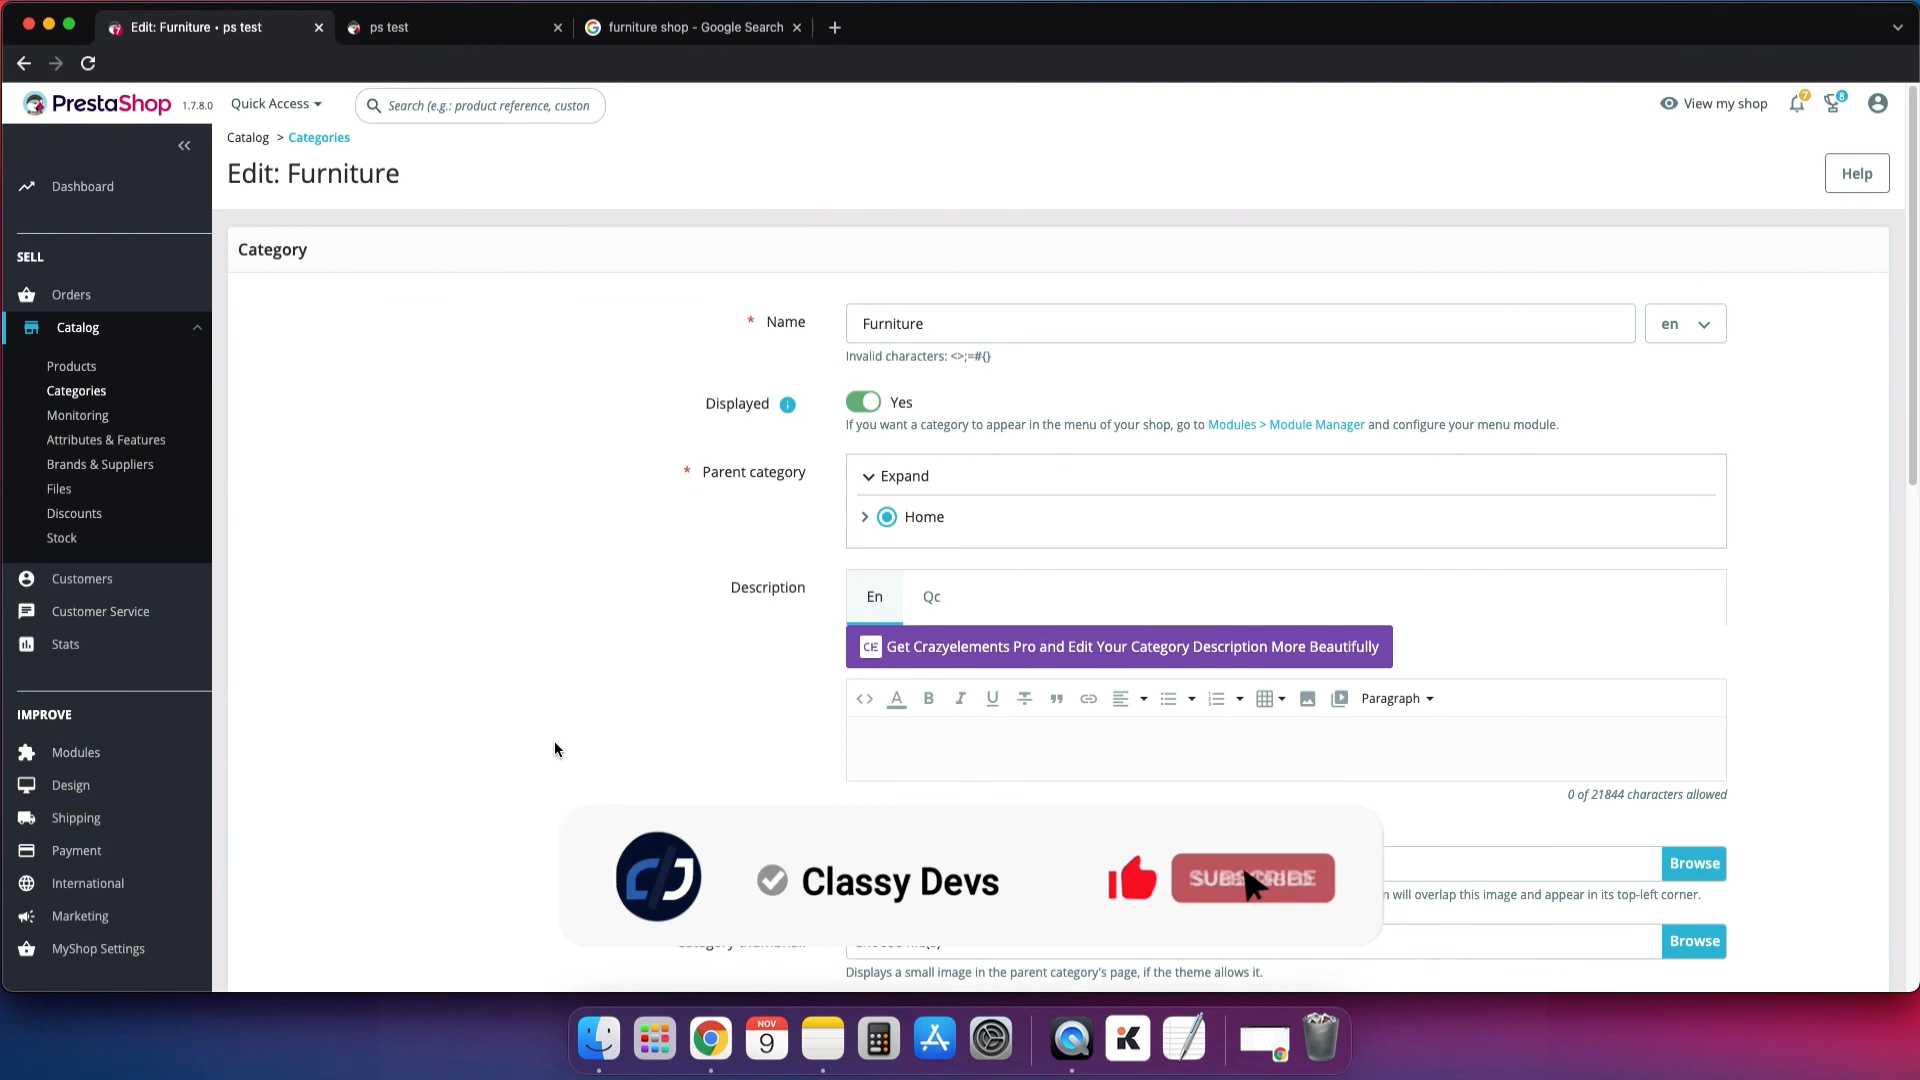 Edit: Furniture • ps test
ps test
furniture shop - Google Search
PrestaShop 1.7.8.0
Quick Access
Search (e.g.: product reference, custon
View my shop
7
8
Catalog > Categories
Edit: Furniture
Help
Dashboard
SELL
Orders
Catalog
Products
Categories
Monitoring
Attributes & Features
Brands & Suppliers
Files
Discounts
Stock
Customers
Customer Service
Stats
IMPROVE
Modules
Design
Shipping
Payment
International
Marketing
MyShop Settings
Category
* Name
Furniture
en
Invalid characters: <>;=#{}
Displayed
Yes
If you want a category to appear in the menu of your shop, go to Modules > Module Manager and configure your menu module.
* Parent category
Expand
Home
Description
En
Qc
CE Get Crazyelements Pro and Edit Your Category Description More Beautifully
Paragraph
0 of 21844 characters allowed
Browse
n will overlap this image and appear in its top-left corner.
Classy Devs
Browse
Displays a small image in the parent category's page, if the theme allows it.
NOV
9